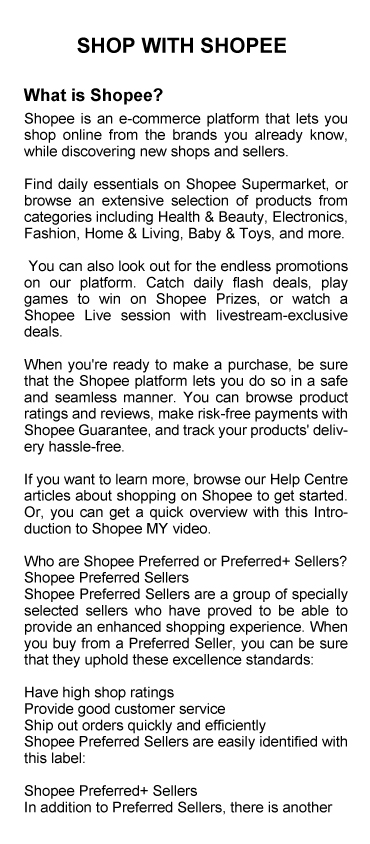 SHOP WITH SHOPEE
What is Shopee?
Shopee is an e-commerce platform that lets you
shop online from the brands you already know,
while discovering new shops and sellers.
Find daily essentials on Shopee Supermarket, or
browse an extensive selection of products from
categories including Health & Beauty, Electronics,
Fashion, Home & Living, Baby & Toys, and more.
You can also look out for the endless promotions
on our platform. Catch daily flash deals, play
games to win on Shopee Prizes, or watch a
Shopee Live session with livestream-exclusive
deals.
When you're ready to make a purchase, be sure
that the Shopee platform lets you do so in a safe
and seamless manner. You can browse product
ratings and reviews, make risk-free payments with
Shopee Guarantee, and track your products' deliv-
ery hassle-free.
If you want to learn more, browse our Help Centre
articles about shopping on Shopee to get started.
Or, you can get a quick overview with this Intro-
duction to Shopee MY video.
Who are Shopee Preferred or Preferred+ Sellers?
Shopee Preferred Sellers
Shopee Preferred Sellers are a group of specially
selected sellers who have proved to be able to
provide an enhanced shopping experience. When
you buy from a Preferred Seller, you can be sure
that they uphold these excellence standards:
Have high shop ratings
Provide good customer service
Ship out orders quickly and efficiently
Shopee Preferred Sellers are easily identified with
this label:
Shopee Preferred+ Sellers
In addition to Preferred Sellers, there is another